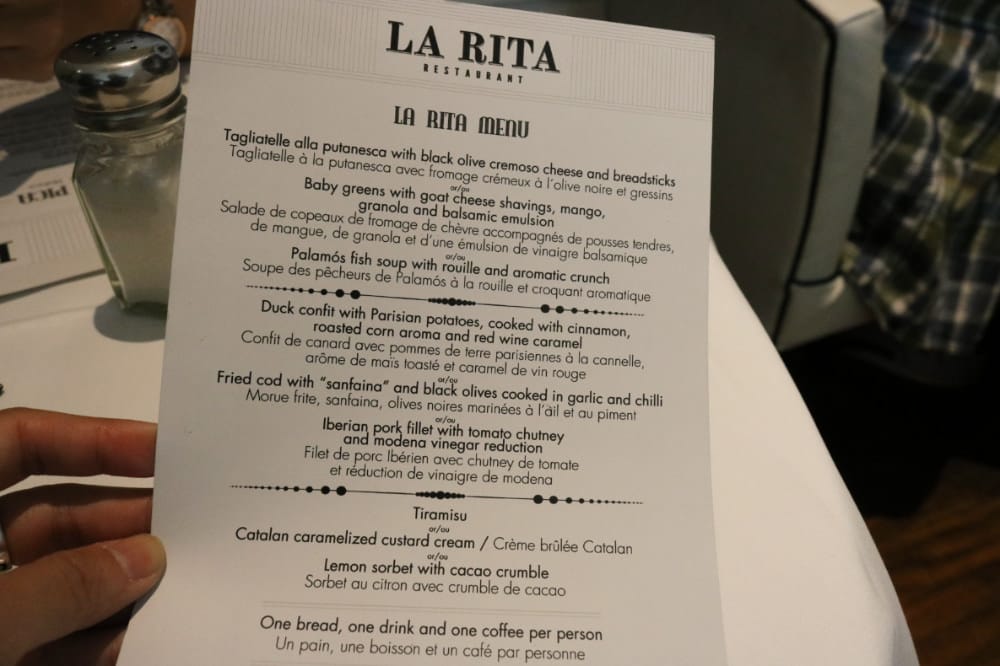 LA RITA
RESTAURANT
LA RITA MENU
Tagliatelle alla putanesca with black olive cremoso cheese and breadsticks
Tagliatelle à la putanesca avec fromage crémeux à l'olive noire et gressins
or/ou
Baby greens with goat cheese shavings, mango,
granola and balsamic emulsion
Salade de copeaux de fromage de chèvre accompagnés de pousses tendres,
de mangue, de granola et d'une émulsion de vinaigre balsamique
or/ou
Palamós fish soup with rouille and aromatic crunch
Soupe des pêcheurs de Palamós à la rouille et croquant aromatique
Duck confit with Parisian potatoes, cooked with cinnamon,
roasted corn aroma and red wine caramel
Confit de canard avec pommes de terre parisiennes à la cannelle,
arôme de maïs toasté et caramel de vin rouge
or/ou
Fried cod with "sanfaina" and black olives cooked in garlic and chilli
Morue frite, sanfaina, olives noires marinées à l'àil et au piment
or/ou
Iberian pork fillet with tomato chutney
and modena vinegar reduction
Filet de porc Ibérien avec chutney de tomate
et réduction de vinaigre de modena
Tiramisu
or/ou
Catalan caramelized custard cream / Crème brûlée Catalan
or/ou
Lemon sorbet with cacao crumble
Sorbet au citron avec crumble de cacao
One bread, one drink and one coffee per person
Un pain, une boisson et un café par personne